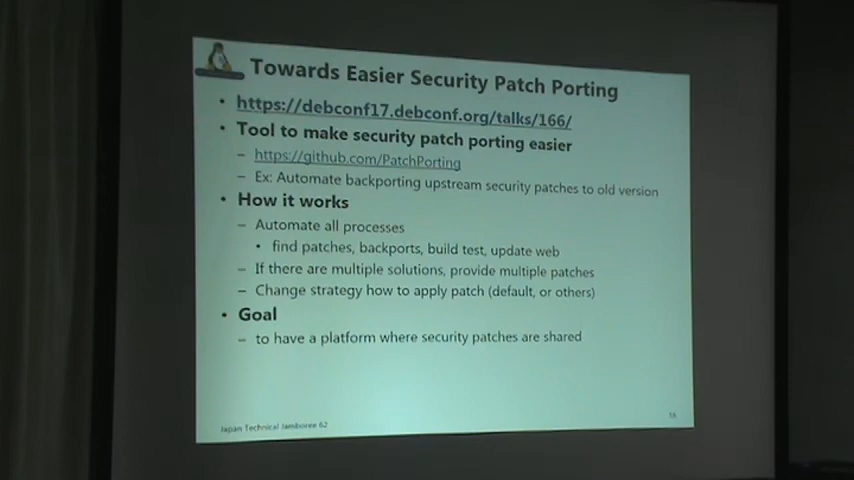 Towards Easier Security Patch Porting
• https://debconf17.debconf.org/talks/166/
• Tool to make security patch porting easier
– https://github.com/PatchPorting
– Ex: Automate backporting upstream security patches to old version
• How it works
– Automate all processes
• find patches, backports, build test, update web
– If there are multiple solutions, provide multiple patches
– Change strategy how to apply patch (default, or others)
• Goal
– to have a platform where security patches are shared
Japan Technical Jamboree 62